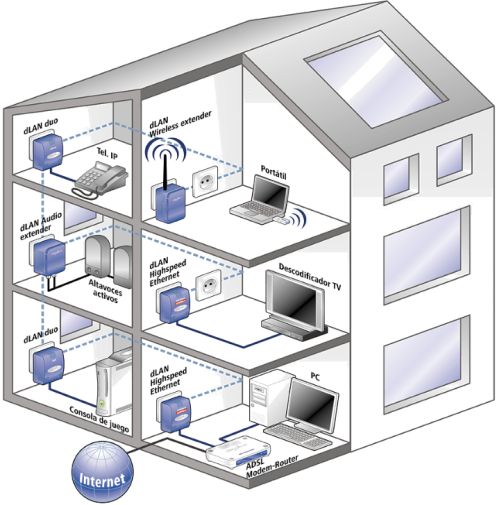 dLAN duo
Tel. IP
dLAN
Wireless extender
Portátil
dLAN Audio
extender
Altavoces
activos
dLAN
Highspeed
Ethernet
Descodificador TV
dLAN duo
Consola de juego
dLAN
Highspeed
Ethernet
PC
ADSL
Modem-Router
Internet